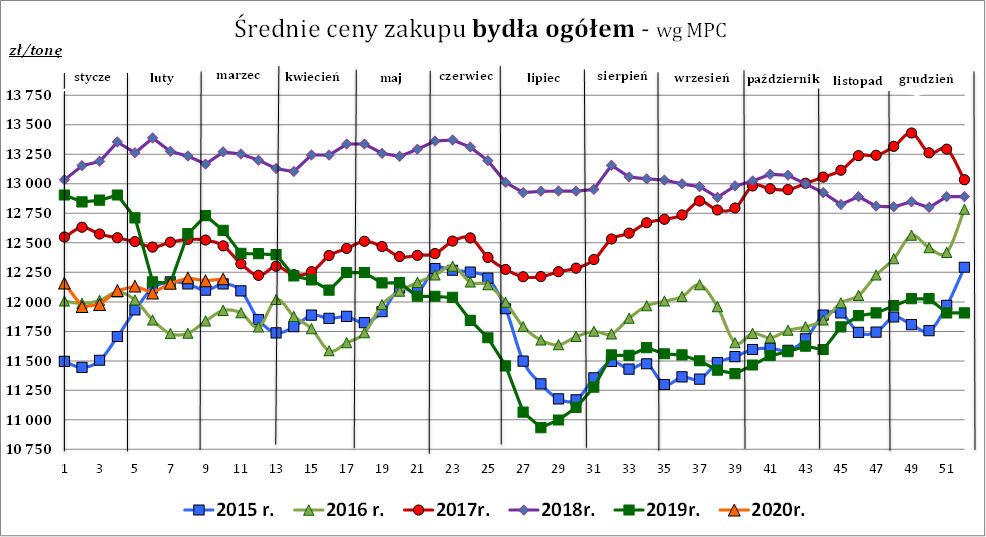 Średnie ceny zakupu bydła ogółem - wg MPC
zł/tonę
stycze luty marzec kwiecień maj czerwiec lipiec sierpień wrzesień październik listopad grudzień
13 750
13 500
13 250
13 000
12 750
12 500
12 250
12 000
11 750
11 500
11 250
11 000
10 750
1 3 5 7 9 11 13 15 17 19 21 23 25 27 29 31 33 35 37 39 41 43 45 47 49 51
2015 r. 2016 r. 2017r. 2018r. 2019r. 2020r.